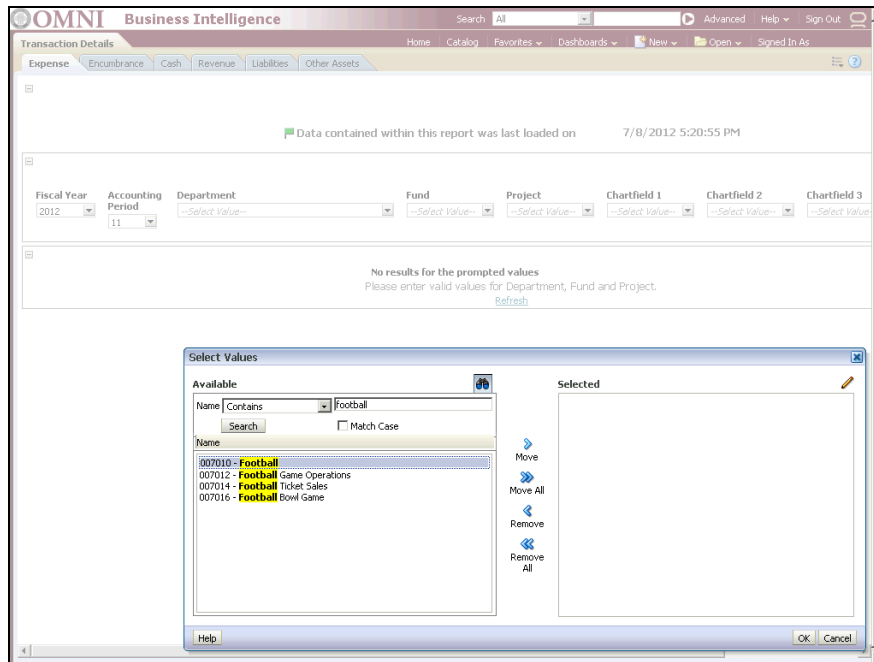 OMNI Business Intelligence Search All Advanced Help Sign Out
Transaction Details Home Catalog Favorites Dashboards New Open Signed In As
Expense Encumbrance Cash Revenue Liabilities Other Assets
Data contained within this report was last loaded on 7/8/2012 5:20:55 PM
Fiscal Year Accounting Period Department Fund Project Chartfield 1 Chartfield 2 Chartfield 3
2012 11 --Select Value-- --Select Value-- --Select Value-- --Select Value-- --Select Value-- --Select Value
No results for the prompted values
Please enter valid values for Department, Fund and Project.
Refresh
Select Values
Available Selected
Name Contains football
Search Match Case
Name
007010 - Football
007012 - Football Game Operations
007014 - Football Ticket Sales
007016 - Football Bowl Game
Move
Move All
Remove
Remove All
Help OK Cancel